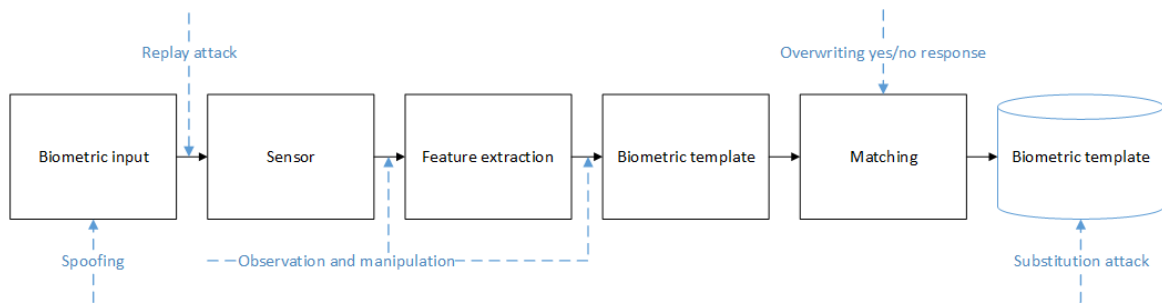 Replay attack
Overwriting yes/no response
Biometric input
Sensor
Feature extraction
Biometric template
Matching
Biometric template
Spoofing
Observation and manipulation
Substitution attack